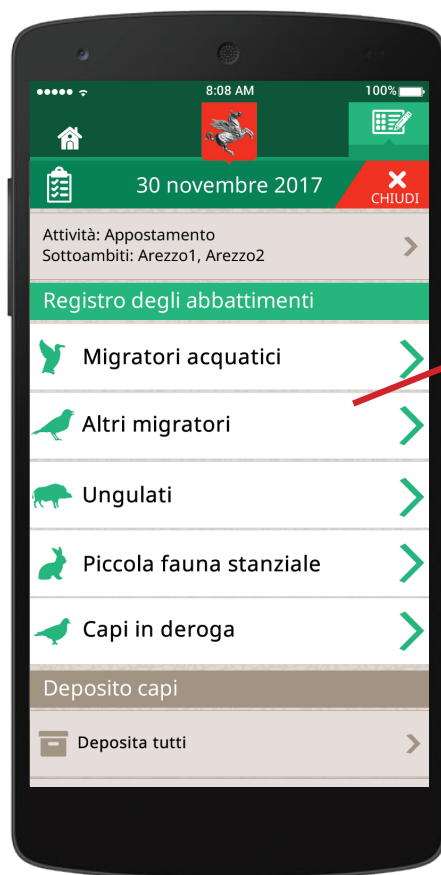 8:08 AM
100%
30 novembre 2017
CHIUDI
Attività: Appostamento
Sottoambiti: Arezzo1, Arezzo2
Registro degli abbattimenti
Migratori acquatici
Altri migratori
Ungulati
Piccola fauna stanziale
Capi in deroga
Deposito capi
Deposita tutti